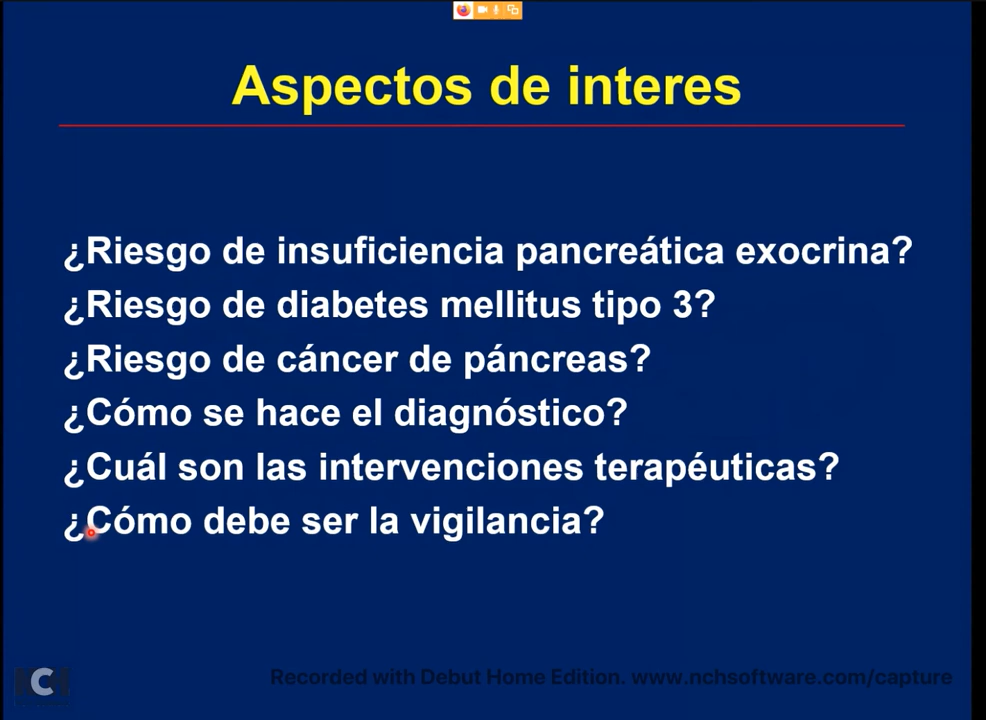 Aspectos de interes
¿Riesgo de insuficiencia pancreática exocrina?
¿Riesgo de diabetes mellitus tipo 3?
¿Riesgo de cáncer de páncreas?
¿Cómo se hace el diagnóstico?
¿Cuál son las intervenciones terapéuticas?
¿Cómo debe ser la vigilancia?
Recorded with Debut Home Edition. www.nchsoftware.com/capture